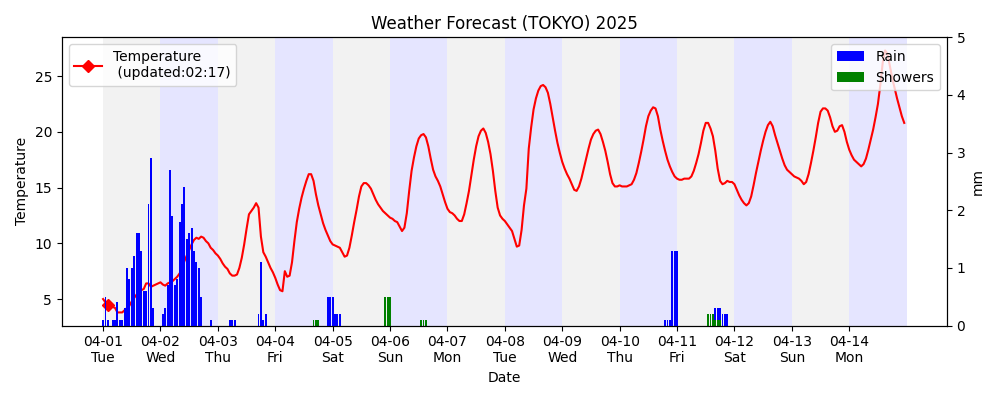 Weather Forecast (TOKYO) 2025
Temperature
(updated:02:17)
Rain
Showers
Temperature
25
20
15
10
5
5
4
3
2
1
0
mm
04-01 04-02 04-03 04-04 04-05 04-06 04-07 04-08 04-09 04-10 04-11 04-12 04-13 04-14
Tue Wed Thu Fri Sat Sun Mon Tue Wed Thu Fri Sat Sun Mon
Date